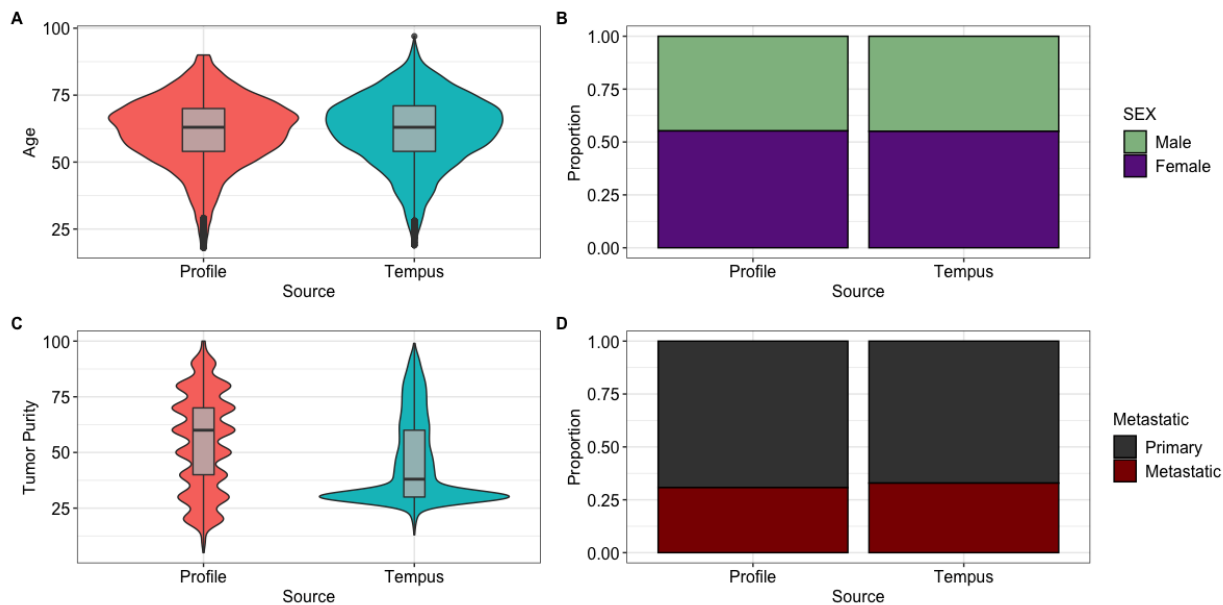 A
100
75
50
25
Age
Profile
Tempus
Source
B
1.00
0.75
0.50
0.25
0.00
Proportion
Profile
Tempus
Source
SEX
Male
Female
C
100
75
50
25
Tumor Purity
Profile
Tempus
Source
D
1.00
0.75
0.50
0.25
0.00
Proportion
Profile
Tempus
Source
Metastatic
Primary
Metastatic